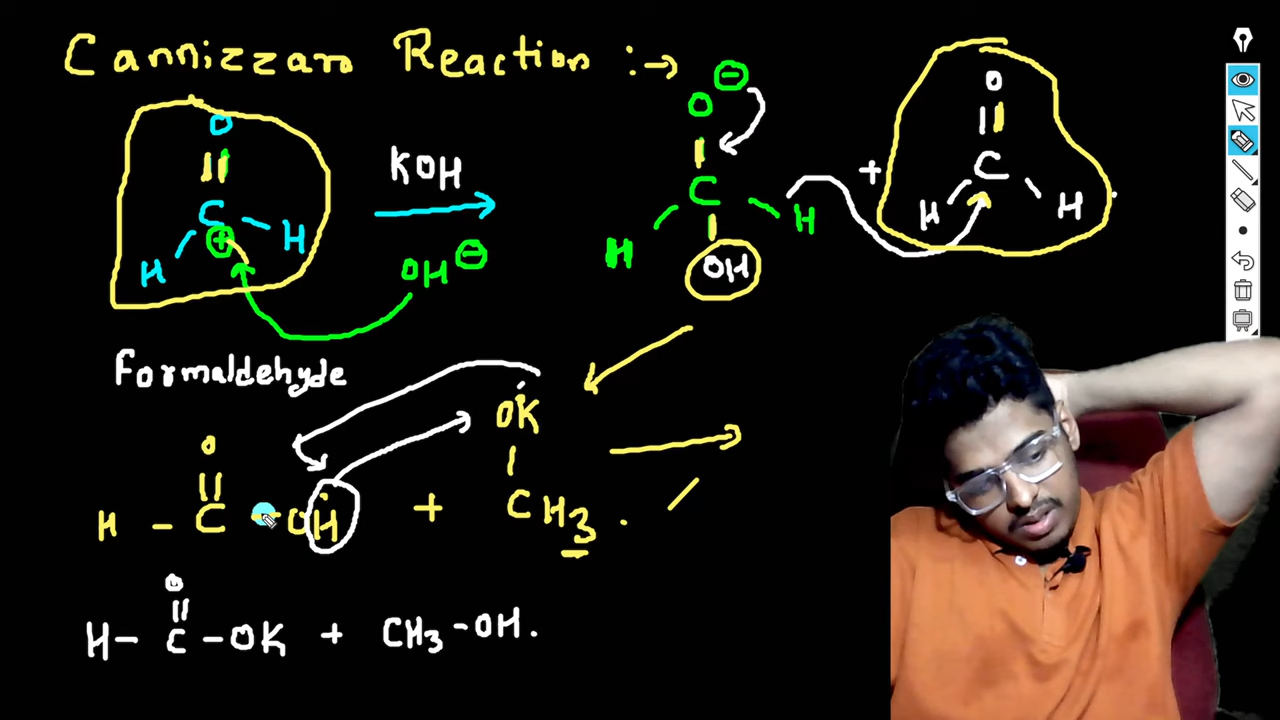 Cannizzaro Reaction :→
O ⊖
O
O
KOH
+
C
C
C
H
⊕
H
H
H
H
H
OH ⊖
OH
Formaldehyde
O
OK
H - C - OH + CH3 .
O
H - C - OK + CH3 - OH .